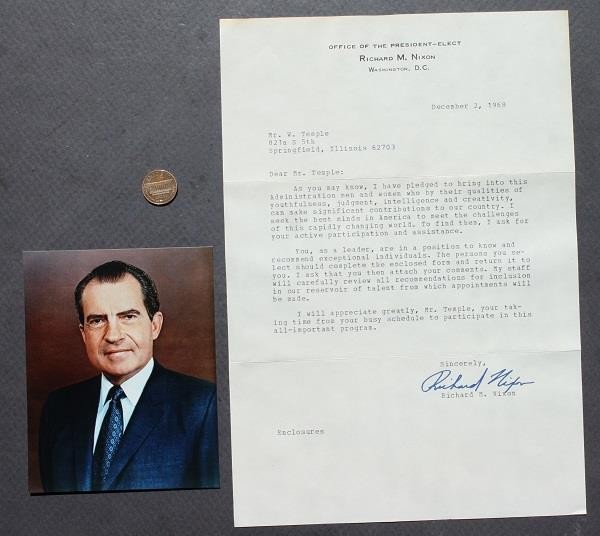 OFFICE OF THE PRESIDENT-ELECT
RICHARD M. NIXON
WASHINGTON, D.C.
December 2, 1968
Mr. W. Temple
821a S 5th
Springfield, Illinois 62703
Dear Mr. Temple:
As you may know, I have pledged to bring into this
Administration men and women who by their qualities of
youthfulness, judgment, intelligence and creativity,
can make significant contributions to our country. I
seek the best minds in America to meet the challenges
of this rapidly changing world. To find them, I ask for
your active participation and assistance.
You, as a leader, are in a position to know and
recommend exceptional individuals. The persons you se-
lect should complete the enclosed form and return it to
you. I ask that you then attach your comments. My staff
will carefully review all recommendations for inclusion
in our reservoir of talent from which appointments will
be made.
I will appreciate greatly, Mr. Temple, your tak-
ing time from your busy schedule to participate in this
all-important program.
Sincerely,
Richard Nixon
Richard M. Nixon
Enclosures